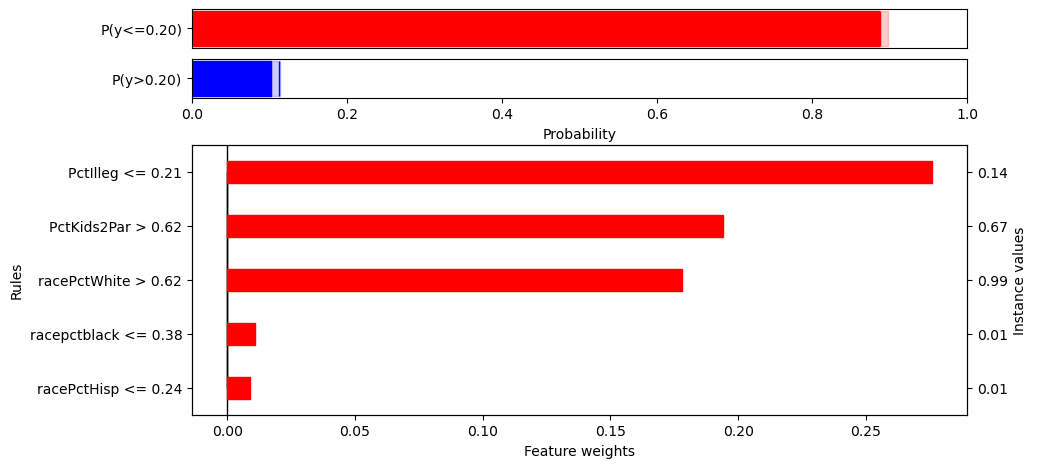 P(y<=0.20)
P(y>0.20)
0.0 0.2 0.4 0.6 0.8 1.0
Probability
PctIlleg <= 0.21 0.14
PctKids2Par > 0.62 0.67
racePctWhite > 0.62 0.99
racepctblack <= 0.38 0.01
racePctHisp <= 0.24 0.01
Rules
Instance values
0.00 0.05 0.10 0.15 0.20 0.25
Feature weights